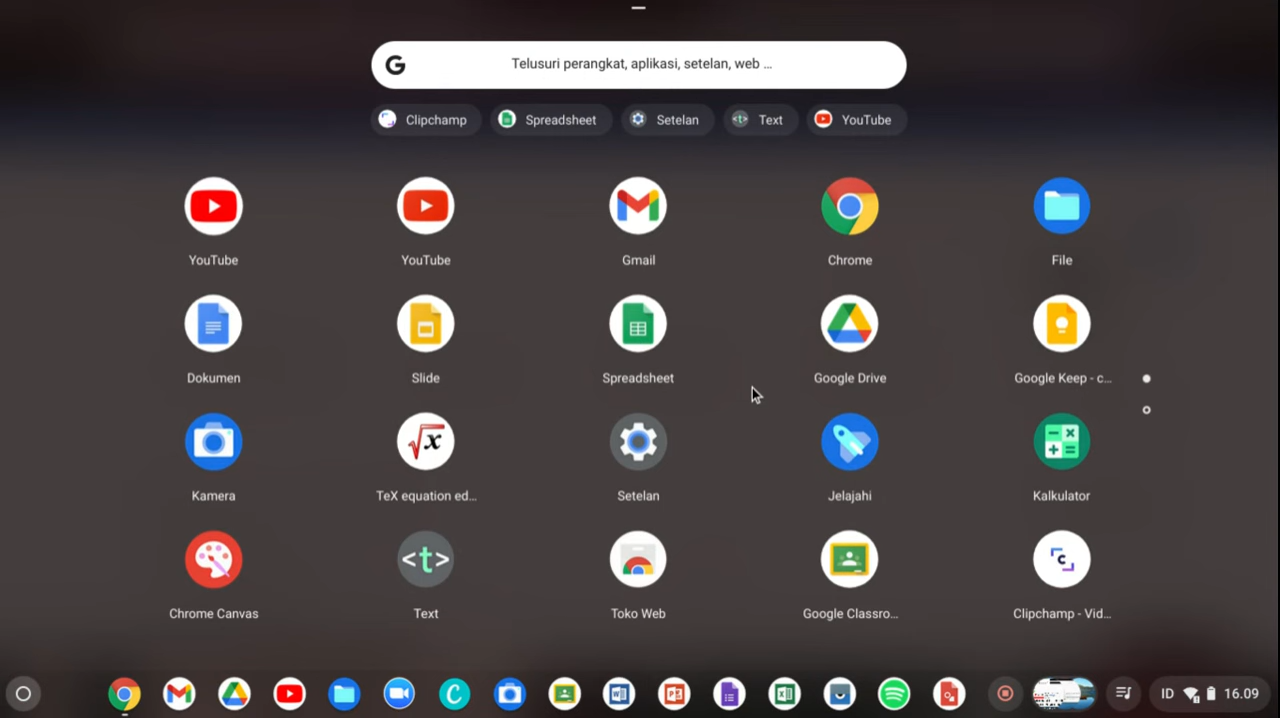 Telusuri perangkat, aplikasi, setelan, web ...
Clipchamp Spreadsheet Setelan <t> Text YouTube
YouTube YouTube Gmail Chrome File
Dokumen Slide Spreadsheet Google Drive Google Keep - c...
√x
Kamera TeX equation ed... Setelan Jelajahi Kalkulator
<t>
Chrome Canvas Text Toko Web Google Classro... Clipchamp - Vid...
ID 16.09